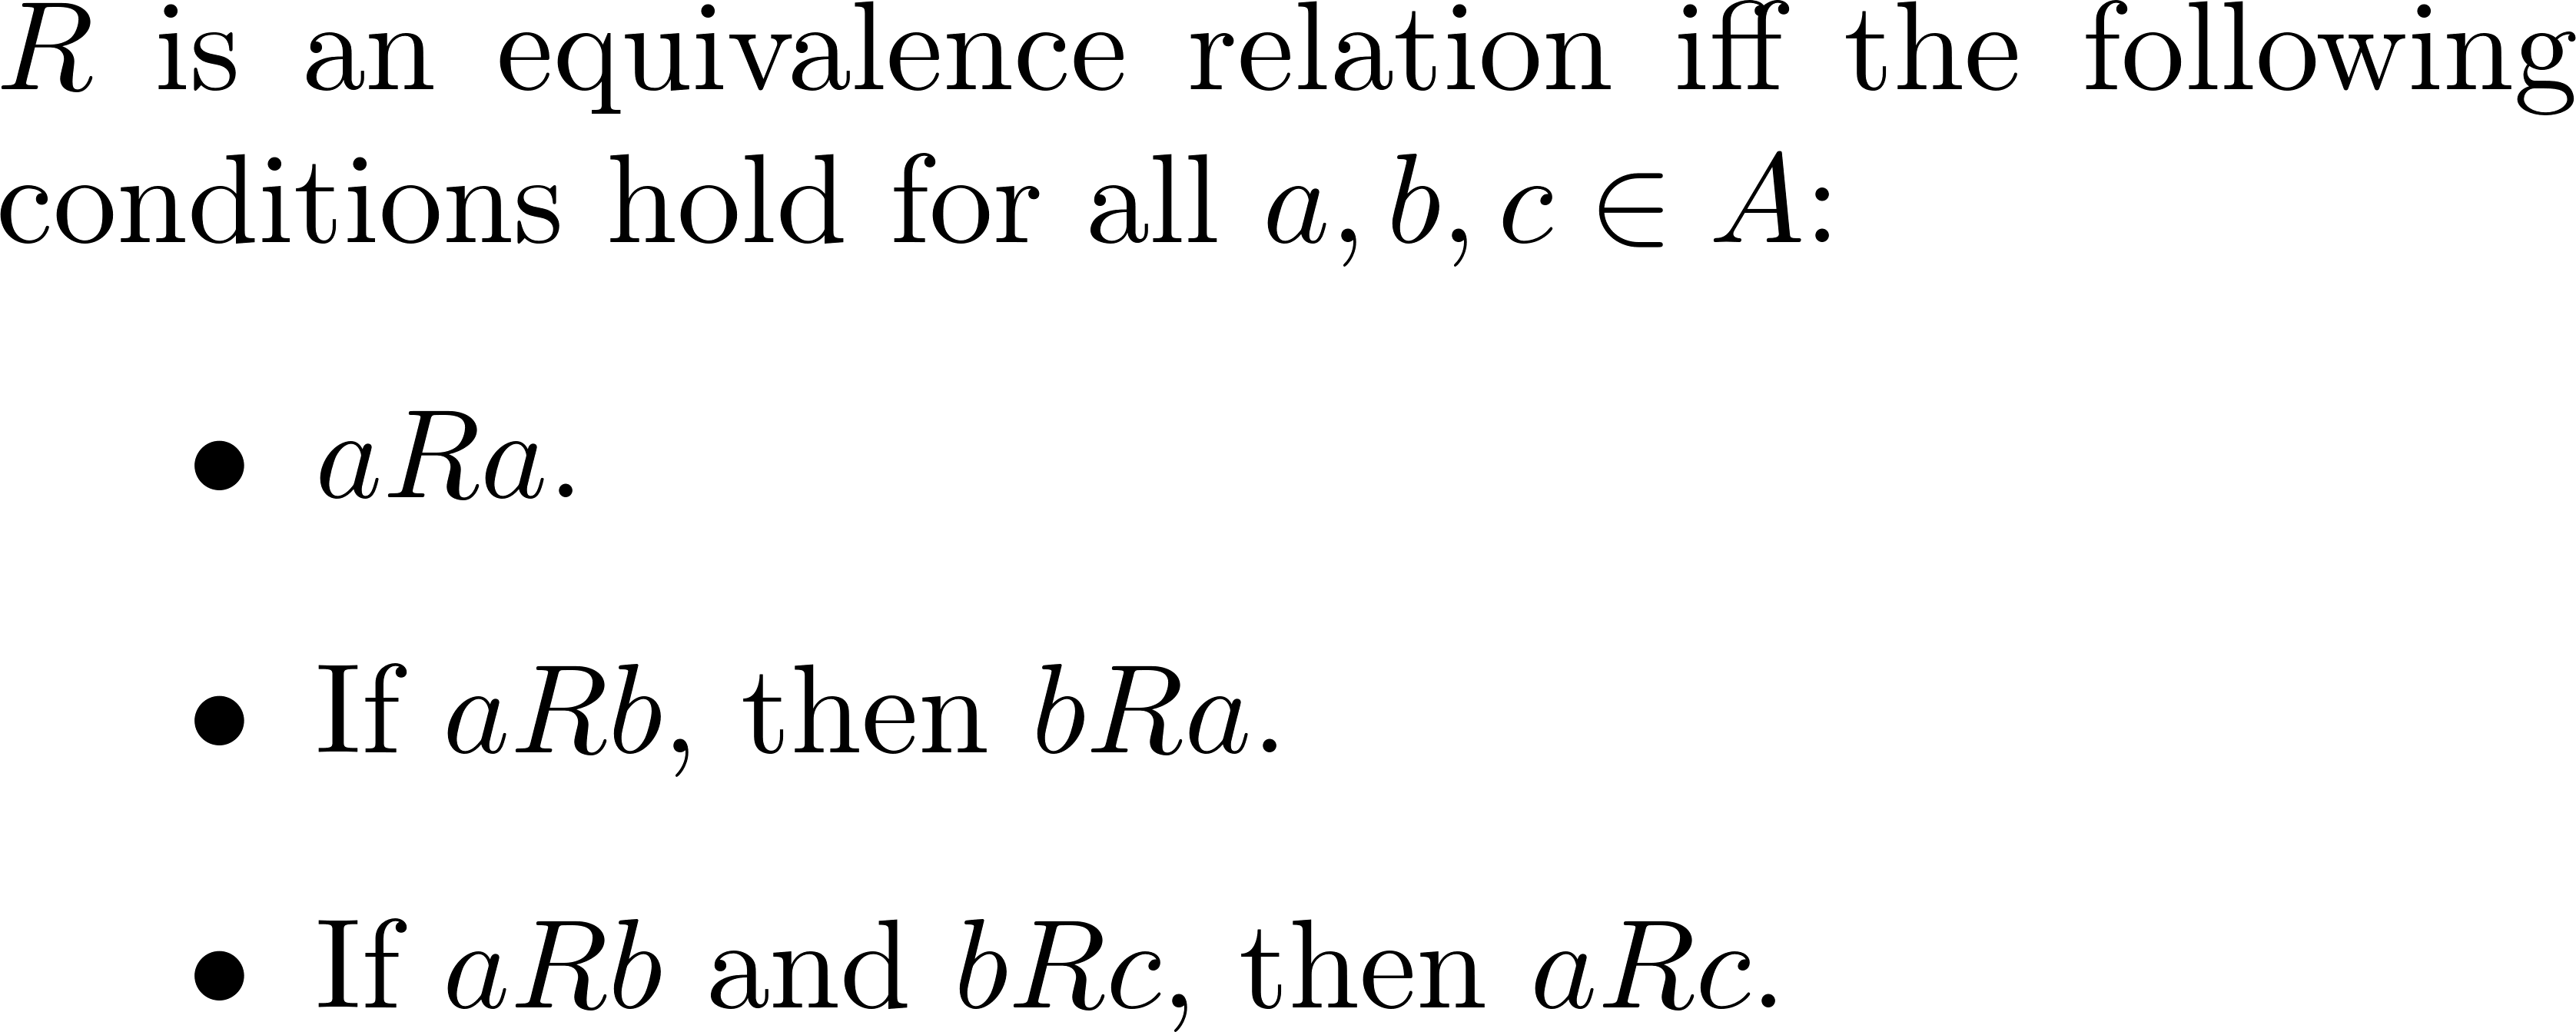 R is an equivalence relation iff the following
conditions hold for all a, b, c ∈ A:
• aRa.
• If aRb, then bRa.
• If aRb and bRc, then aRc.